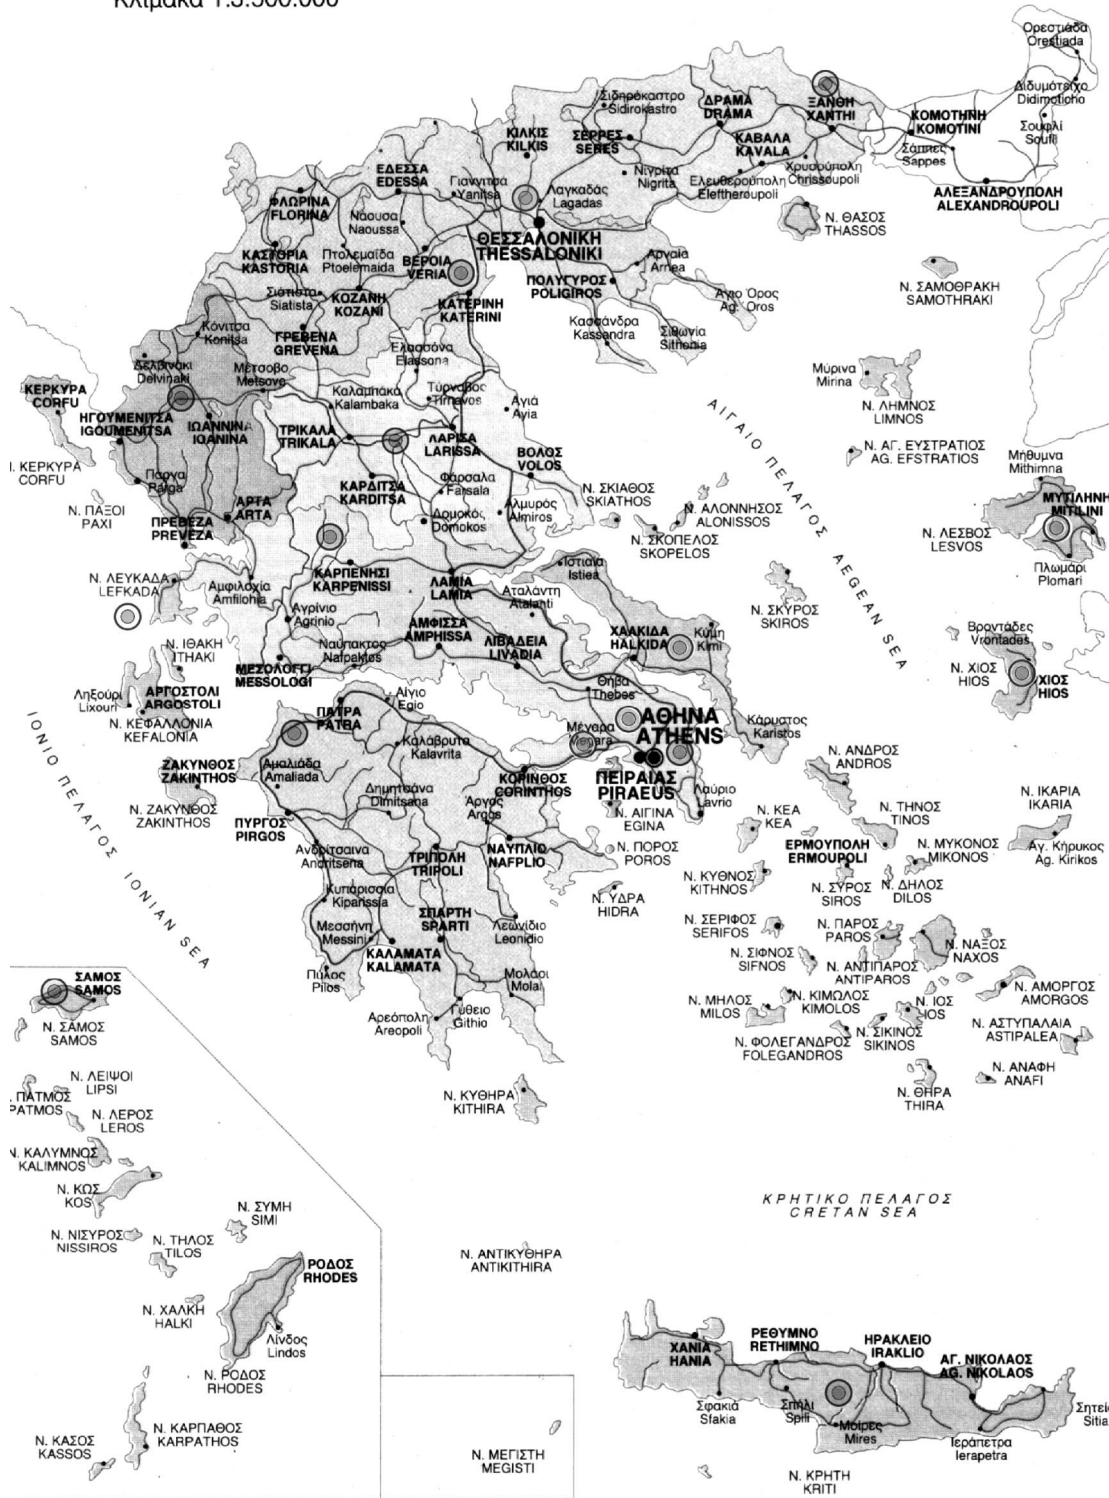 Κλίμακα 1:3.500.000
Ορεστιάδα
Orestiada
Διδυμότειχο
Didimoticho
Σουφλί
Soufli
ΚΟΜΟΤΗΝΗ
KOMOTINI
Σάππες
Sappes
ΑΛΕΞΑΝΔΡΟΥΠΟΛΗ
ALEXANDROUPOLI
ΞΑΝΘΗ
XANTHI
ΔΡΑΜΑ
DRAMA
ΚΑΒΑΛΑ
KAVALA
Χρυσούπολη
Chrissoupoli
Ελευθερούπολη
Eleftheroupoli
Σιδηρόκαστρο
Sidirokastro
ΣΕΡΡΕΣ
SERES
Νιγρίτα
Nigrita
ΚΙΛΚΙΣ
KILKIS
Λαγκαδάς
Lagadas
ΘΕΣΣΑΛΟΝΙΚΗ
THESSALONIKI
ΕΔΕΣΣΑ
EDESSA
Γιαννιτσά
Yanitsa
ΦΛΩΡΙΝΑ
FLORINA
Νάουσα
Naoussa
ΚΑΣΤΟΡΙΑ
KASTORIA
Πτολεμαΐδα
Ptoelemaida
ΒΕΡΟΙΑ
VERIA
Σιάτιστα
Siatista
ΚΟΖΑΝΗ
KOZANI
ΚΑΤΕΡΙΝΗ
KATERINI
ΠΟΛΥΓΥΡΟΣ
POLIGIROS
Αρναία
Arnea
Άγιο Όρος
Ag. Oros
Κασσάνδρα
Kassandra
Σιθωνία
Sithonia
Ν. ΘΑΣΟΣ
THASSOS
Ν. ΣΑΜΟΘΡΑΚΗ
SAMOTHRAKI
Μύρινα
Mirina
Ν. ΛΗΜΝΟΣ
LIMNOS
Ν. ΑΓ. ΕΥΣΤΡΑΤΙΟΣ
AG. EFSTRATIOS
Μήθυμνα
Mithimna
ΜΥΤΙΛΗΝΗ
MITILINI
Ν. ΛΕΣΒΟΣ
LESVOS
Πλωμάρι
Plomari
ΑΙΓΑΙΟ ΠΕΛΑΓΟΣ AEGEAN SEA
Κόνιτσα
Konitsa
ΓΡΕΒΕΝΑ
GREVENA
Ελασσόνα
Elassona
Δελβινάκι
Delvinaki
Μέτσοβο
Metsovo
ΚΕΡΚΥΡΑ
CORFU
ΗΓΟΥΜΕΝΙΤΣΑ
IGOUMENITSA
ΙΩΑΝΝΙΝΑ
IOANINA
Καλαμπάκα
Kalambaka
Τύρναβος
Tirnavos
Αγιά
Ayia
ΤΡΙΚΑΛΑ
TRIKALA
ΛΑΡΙΣΑ
LARISSA
ΒΟΛΟΣ
VOLOS
. ΚΕΡΚΥΡΑ
CORFU
Πάργα
Parga
Ν. ΠΑΞΟΙ
PAXI
ΠΡΕΒΕΖΑ
PREVEZA
ΑΡΤΑ
ARTA
ΚΑΡΔΙΤΣΑ
KARDITSA
Φάρσαλα
Farsala
Δομοκός
Domokos
Αλμυρός
Almiros
Ν. ΣΚΙΑΘΟΣ
SKIATHOS
Ν. ΑΛΟΝΝΗΣΟΣ
ALONISSOS
Ν. ΣΚΟΠΕΛΟΣ
SKOPELOS
Ν. ΣΚΥΡΟΣ
SKIROS
Ν. ΛΕΥΚΑΔΑ
LEFKADA
Αμφιλοχία
Amfilohia
ΚΑΡΠΕΝΗΣΙ
KARPENISSI
ΛΑΜΙΑ
LAMIA
Ιστιαία
Istiea
Αταλάντη
Atalanti
Αγρίνιο
Agrinio
ΑΜΦΙΣΣΑ
AMPHISSA
ΛΙΒΑΔΕΙΑ
LIVADIA
ΧΑΛΚΙΔΑ
HALKIDA
Κύμη
Kimi
Βροντάδες
Vrontades
Ν. ΧΙΟΣ
HIOS
ΧΙΟΣ
HIOS
Ν. ΙΘΑΚΗ
ITHAKI
ΜΕΣΟΛΟΓΓΙ
MESSOLOGI
Ναύπακτος
Nafpaktos
Θήβα
Thebes
Ληξούρι
Lixouri
ΑΡΓΟΣΤΟΛΙ
ARGOSTOLI
Ν. ΚΕΦΑΛΛΟΝΙΑ
KEFALONIA
ΠΑΤΡΑ
PATRA
Αίγιο
Egio
Μέγαρα
Megara
ΑΘΗΝΑ
ATHENS
Κάρυστος
Karistos
ΙΟΝΙΟ ΠΕΛΑΓΟΣ IONIAN SEA
ΖΑΚΥΝΘΟΣ
ZAKINTHOS
Ν. ΖΑΚΥΝΘΟΣ
ZAKINTHOS
Αμαλιάδα
Amaliada
Καλάβρυτα
Kalavrita
ΚΟΡΙΝΘΟΣ
CORINTHOS
ΠΕΙΡΑΙΑΣ
PIRAEUS
Λαύριο
Lavrio
Ν. ΑΝΔΡΟΣ
ANDROS
Δημητσάνα
Dimitsana
Άργος
Argos
Ν. ΑΙΓΙΝΑ
EGINA
Ν. ΚΕΑ
KEA
Ν. ΤΗΝΟΣ
TINOS
Ν. ΙΚΑΡΙΑ
IKARIA
ΠΥΡΓΟΣ
PIRGOS
ΝΑΥΠΛΙΟ
NAFPLIO
Ν. ΠΟΡΟΣ
POROS
ΕΡΜΟΥΠΟΛΗ
ERMOUPOLI
Ν. ΜΥΚΟΝΟΣ
MIKONOS
Αγ. Κήρυκος
Ag. Kirikos
Ανδρίτσαινα
Andritsena
ΤΡΙΠΟΛΗ
TRIPOLI
Ν. ΥΔΡΑ
HIDRA
Ν. ΚΥΘΝΟΣ
KITHNOS
Ν. ΣΥΡΟΣ
SIROS
Ν. ΔΗΛΟΣ
DILOS
Κυπαρισσία
Kiparissia
ΣΠΑΡΤΗ
SPARTI
Λεωνίδιο
Leonidio
Ν. ΣΕΡΙΦΟΣ
SERIFOS
Ν. ΠΑΡΟΣ
PAROS
Ν. ΝΑΞΟΣ
NAXOS
Μεσσήνη
Messini
ΚΑΛΑΜΑΤΑ
KALAMATA
Ν. ΣΙΦΝΟΣ
SIFNOS
Ν. ΑΝΤΙΠΑΡΟΣ
ANTIPAROS
Πύλος
Pilos
Μολάοι
Molai
Ν. ΜΗΛΟΣ
MILOS
Ν. ΚΙΜΩΛΟΣ
KIMOLOS
Ν. ΙΟΣ
IOS
Ν. ΑΜΟΡΓΟΣ
AMORGOS
Αρεόπολη
Areopoli
Γύθειο
Githio
Ν. ΦΟΛΕΓΑΝΔΡΟΣ
FOLEGANDROS
Ν. ΣΙΚΙΝΟΣ
SIKINOS
Ν. ΑΣΤΥΠΑΛΑΙΑ
ASTIPALEA
Ν. ΚΥΘΗΡΑ
KITHIRA
Ν. ΘΗΡΑ
THIRA
Ν. ΑΝΑΦΗ
ANAFI
ΣΑΜΟΣ
SAMOS
Ν. ΣΑΜΟΣ
SAMOS
Ν. ΛΕΙΨΟΙ
LIPSI
. ΠΑΤΜΟΣ
PATMOS
Ν. ΛΕΡΟΣ
LEROS
Ν. ΚΑΛΥΜΝΟΣ
KALIMNOS
Ν. ΚΩΣ
KOS
Ν. ΣΥΜΗ
SIMI
Ν. ΝΙΣΥΡΟΣ
NISSIROS
Ν. ΤΗΛΟΣ
TILOS
ΡΟΔΟΣ
RHODES
Ν. ΧΑΛΚΗ
HALKI
Λίνδος
Lindos
Ν. ΡΟΔΟΣ
RHODES
Ν. ΚΑΡΠΑΘΟΣ
KARPATHOS
Ν. ΚΑΣΟΣ
KASSOS
Ν. ΑΝΤΙΚΥΘΗΡΑ
ANTIKITHIRA
Ν. ΜΕΓΙΣΤΗ
MEGISTI
ΚΡΗΤΙΚΟ ΠΕΛΑΓΟΣ
CRETAN SEA
ΧΑΝΙΑ
HANIA
ΡΕΘΥΜΝΟ
RETHIMNO
ΗΡΑΚΛΕΙΟ
IRAKLIO
ΑΓ. ΝΙΚΟΛΑΟΣ
AG. NIKOLAOS
Σφακιά
Sfakia
Σπήλι
Spili
Μοίρες
Mires
Ιεράπετρα
Ierapetra
Σητεία
Sitia
Ν. ΚΡΗΤΗ
KRITI